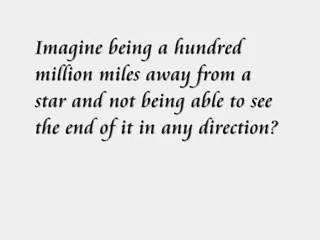 Imagine being a hundred
million miles away from a
star and not being able to see
the end of it in any direction?